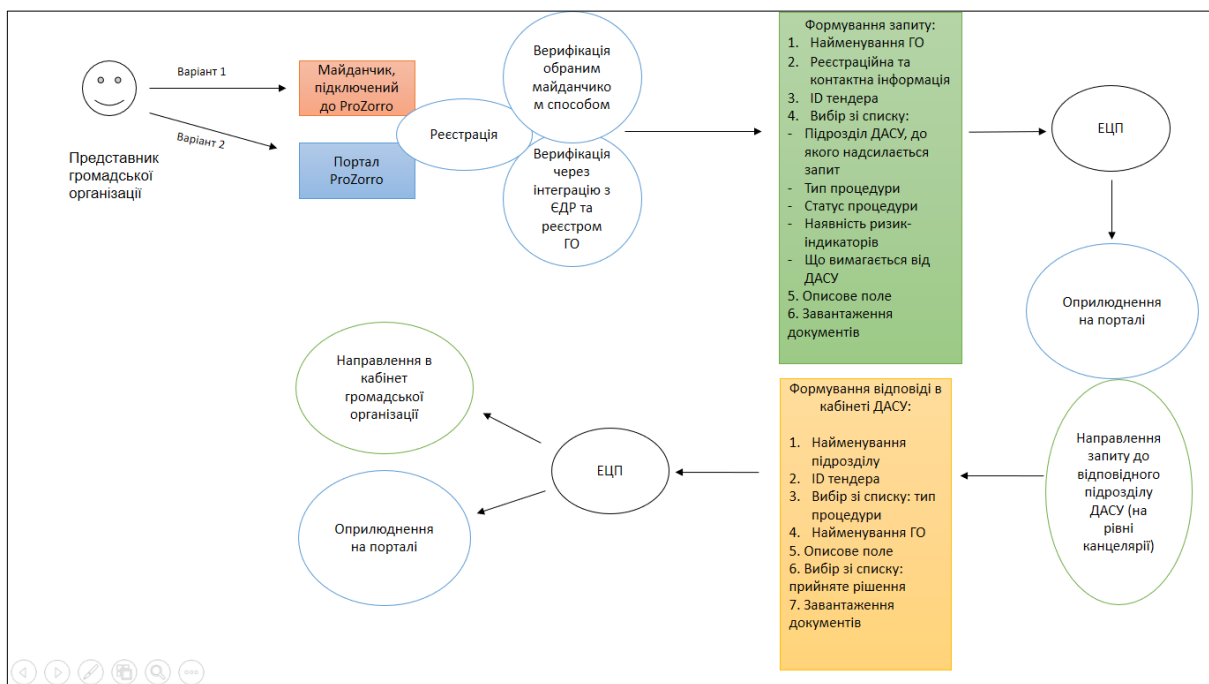 Представник
громадської
організації
Варіант 1
Варіант 2
Майданчик,
підключений
до ProZorro
Портал
ProZorro
Реєстрація
Верифікація
обраним
майданчико
м способом
Верифікація
через
інтеграцію з
ЄДР та
реєстром
ГО
Формування запиту:
1. Найменування ГО
2. Реєстраційна та
контактна інформація
3. ID тендера
4. Вибір зі списку:
- Підрозділ ДАСУ, до
якого надсилається
запит
- Тип процедури
- Статус процедури
- Наявність ризик-
індикаторів
- Що вимагається від
ДАСУ
5. Описове поле
6. Завантаження
документів
ЕЦП
Оприлюднення
на порталі
Направлення
запиту до
відповідного
підрозділу
ДАСУ (на
рівні
канцелярії)
Формування відповіді в
кабінеті ДАСУ:
1. Найменування
підрозділу
2. ID тендера
3. Вибір зі списку: тип
процедури
4. Найменування ГО
5. Описове поле
6. Вибір зі списку:
прийняте рішення
7. Завантаження
документів
ЕЦП
Направлення в
кабінет
громадської
організації
Оприлюднення
на порталі